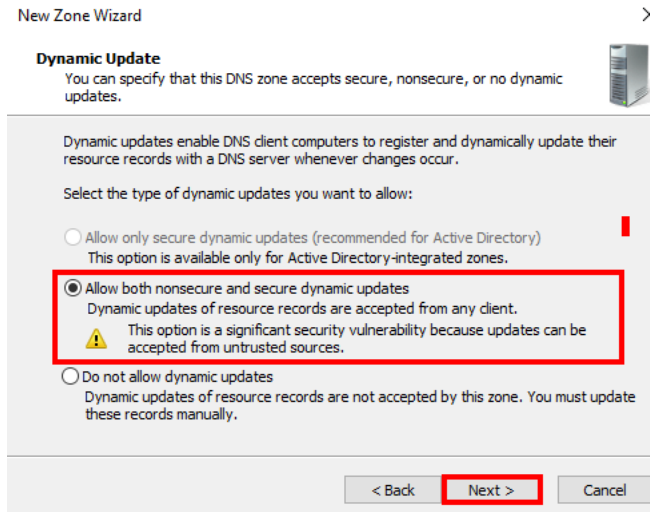 New Zone Wizard
Dynamic Update
You can specify that this DNS zone accepts secure, nonsecure, or no dynamic
updates.
Dynamic updates enable DNS client computers to register and dynamically update their
resource records with a DNS server whenever changes occur.
Select the type of dynamic updates you want to allow:
Allow only secure dynamic updates (recommended for Active Directory)
This option is available only for Active Directory-integrated zones.
Allow both nonsecure and secure dynamic updates
Dynamic updates of resource records are accepted from any client.
This option is a significant security vulnerability because updates can be
accepted from untrusted sources.
Do not allow dynamic updates
Dynamic updates of resource records are not accepted by this zone. You must update
these records manually.
< Back Next > Cancel